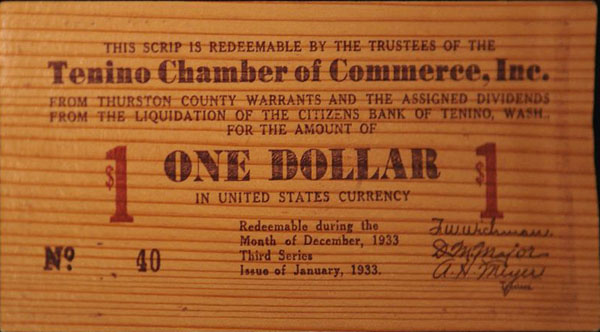 THIS SCRIP IS REDEEMABLE BY THE TRUSTEES OF THE
Tenino Chamber of Commerce, Inc.
FROM THURSTON COUNTY WARRANTS AND THE ASSIGNED DIVIDENDS
FROM THE LIQUIDATION OF THE CITIZENS BANK OF TENINO, WASH.
FOR THE AMOUNT OF
$1 ONE DOLLAR $1
IN UNITED STATES CURRENCY
Redeemable during the
Month of December, 1933
Third Series
Issue of January, 1933.
Nº 40
D. M. Major
A. H. Meyer